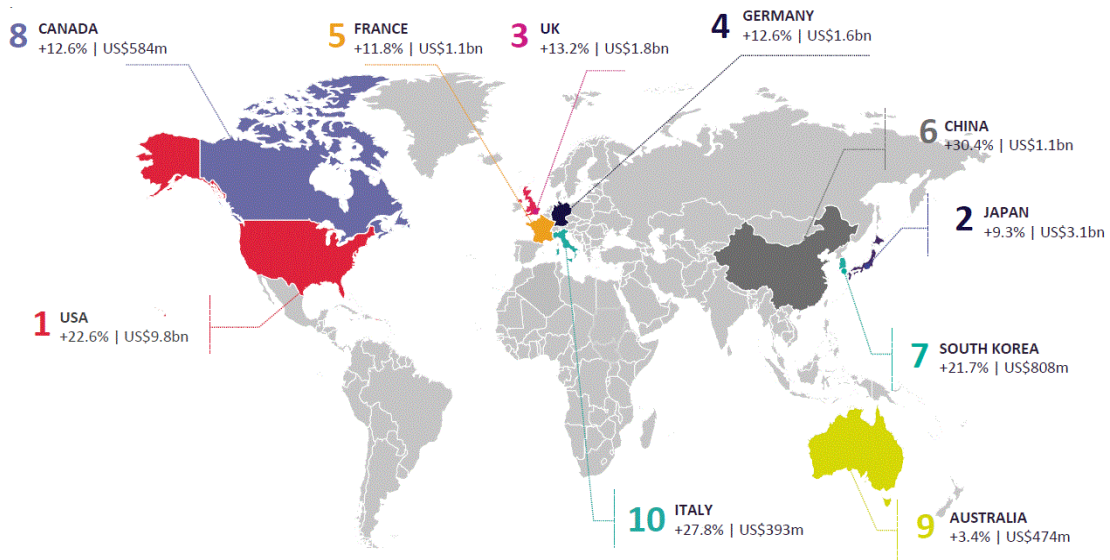 8 CANADA
+12.6% | US$584m
5 FRANCE
+11.8% | US$1.1bn
3 UK
+13.2% | US$1.8bn
4 GERMANY
+12.6% | US$1.6bn
6 CHINA
+30.4% | US$1.1bn
2 JAPAN
+9.3% | US$3.1bn
1 USA
+22.6% | US$9.8bn
7 SOUTH KOREA
+21.7% | US$808m
10 ITALY
+27.8% | US$393m
9 AUSTRALIA
+3.4% | US$474m